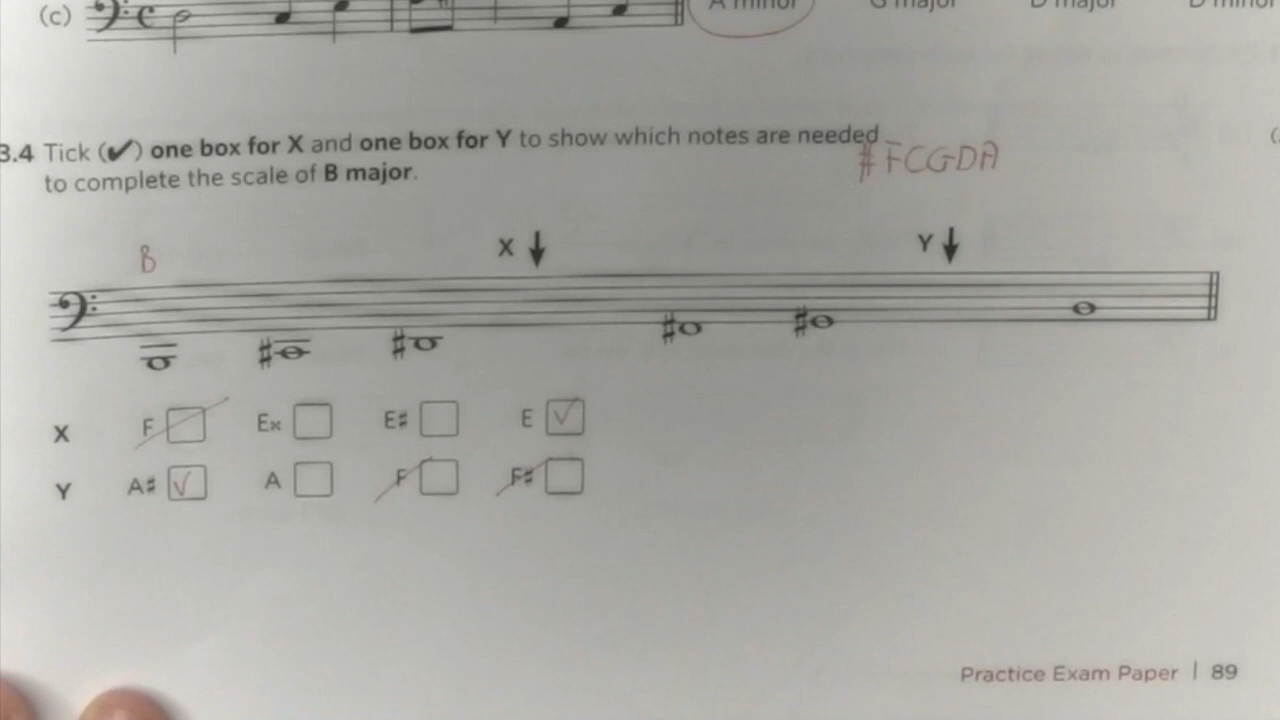 (c) A minor G major D major D minor
3.4 Tick (✔) one box for X and one box for Y to show which notes are needed
to complete the scale of B major.
#FCGDA
B
X Y
X F Ex E♯ E
Y A♯ A F F♯
Practice Exam Paper | 89